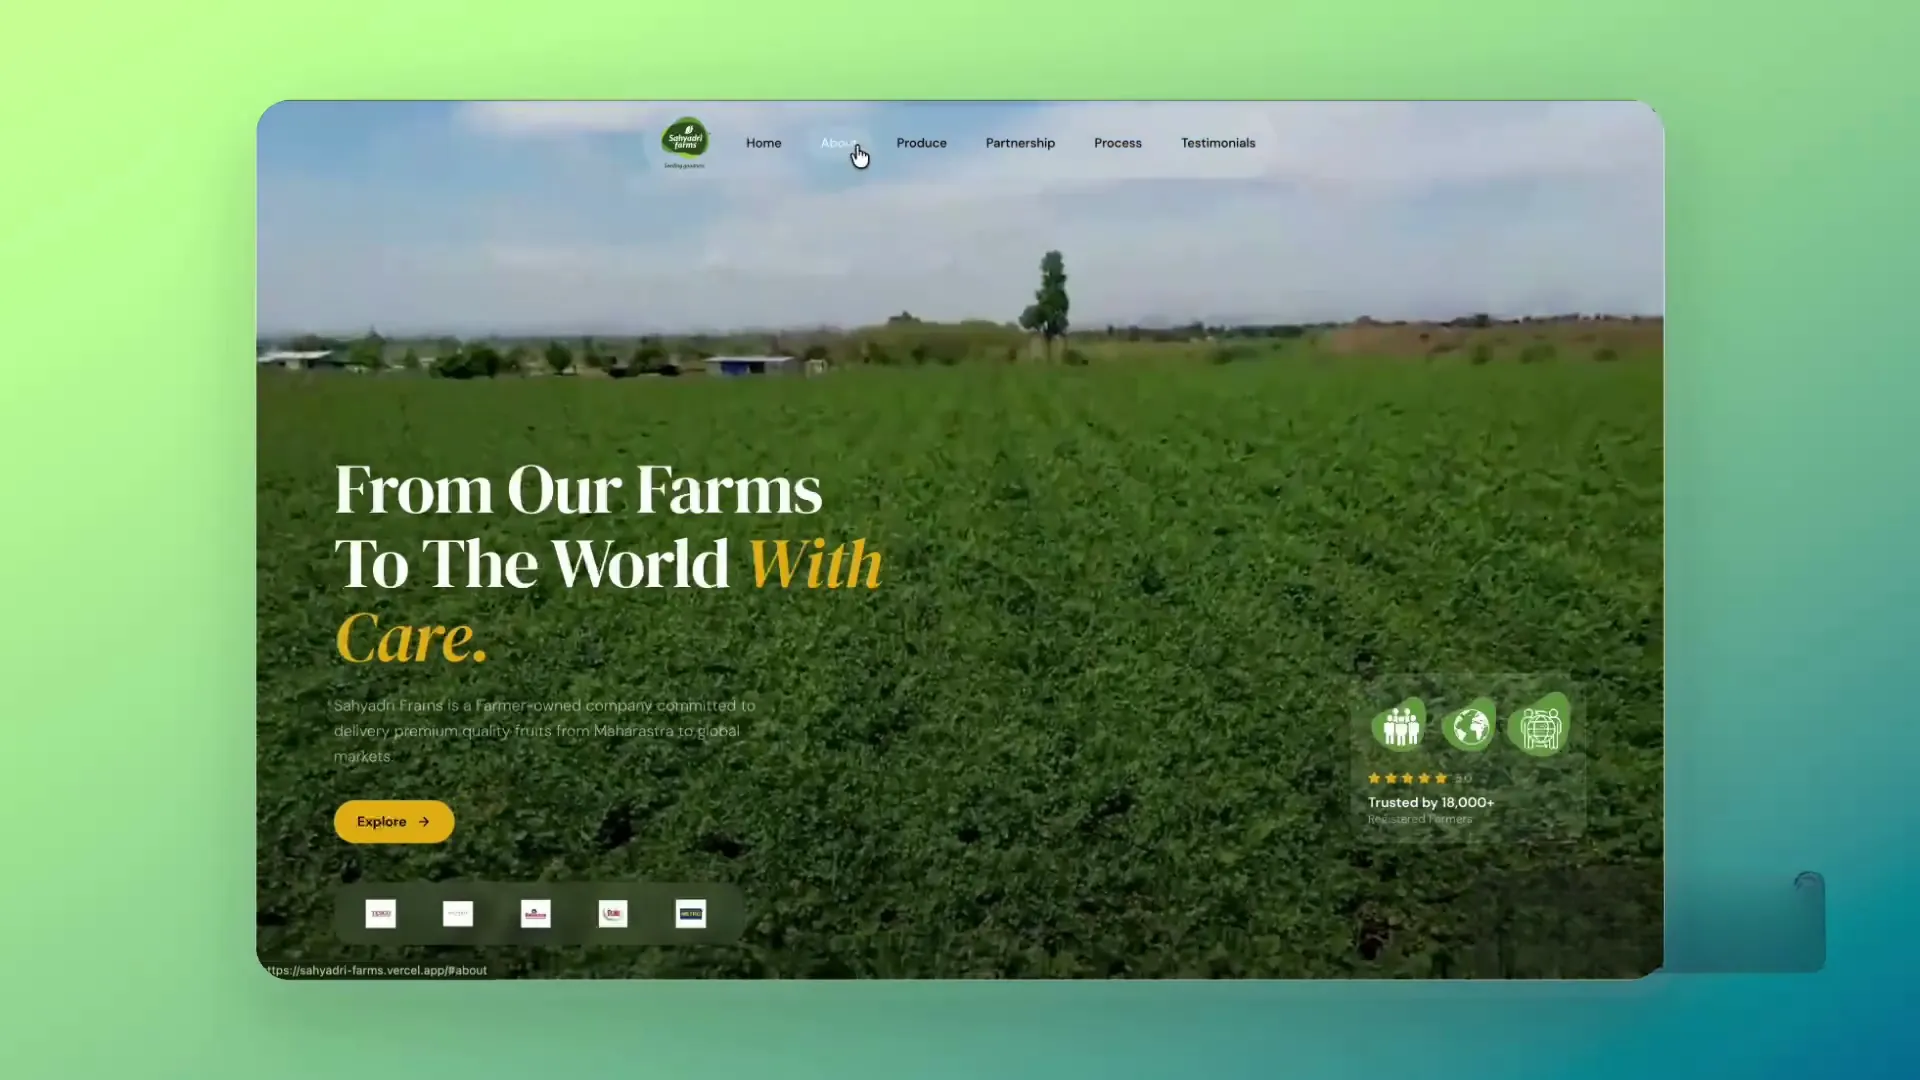 Sahyadri
farms
Home
About
Produce
Partnership
Process
Testimonials
From Our Farms
To The World With
Care.
Sahyadri Frams is a Farmer-owned company committed to
delivery premium quality fruits from Maharastra to global
markets.
Explore →
5.0
Trusted by 18,000+
Registered Farmers
TESCO
ttps://sahyadri-farms.vercel.app/#about